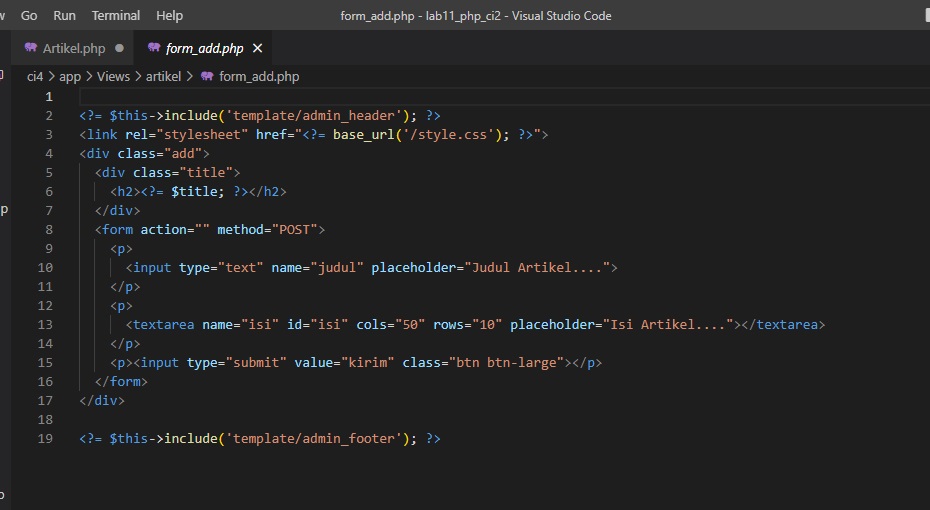 Go Run Terminal Help form_add.php - lab11_php_ci2 - Visual Studio Code
Artikel.php form_add.php
ci4 > app > Views > artikel > form_add.php
1
2 <?= $this->include('template/admin_header'); ?>
3 <link rel="stylesheet" href="<?= base_url('/style.css'); ?>">
4 <div class="add">
5   <div class="title">
6     <h2><?= $title; ?></h2>
7   </div>
8   <form action="" method="POST">
9     <p>
10       <input type="text" name="judul" placeholder="Judul Artikel....">
11     </p>
12     <p>
13       <textarea name="isi" id="isi" cols="50" rows="10" placeholder="Isi Artikel...."></textarea>
14     </p>
15     <p><input type="submit" value="kirim" class="btn btn-large"></p>
16   </form>
17 </div>
18
19 <?= $this->include('template/admin_footer'); ?>